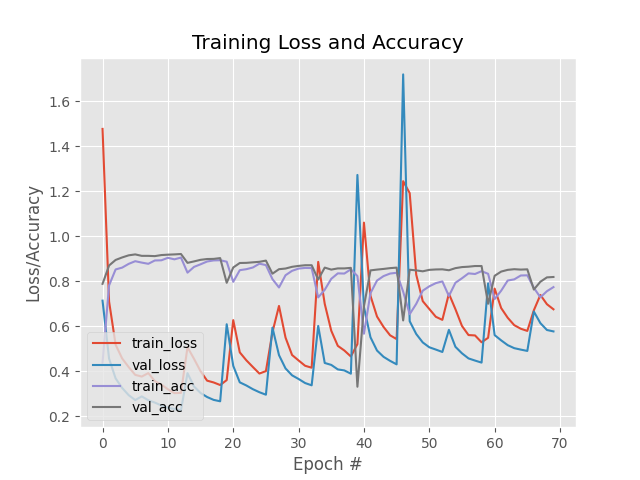 Training Loss and Accuracy
Loss/Accuracy
1.6
1.4
1.2
1.0
0.8
0.6
0.4
0.2
train_loss
val_loss
train_acc
val_acc
0 10 20 30 40 50 60 70
Epoch #